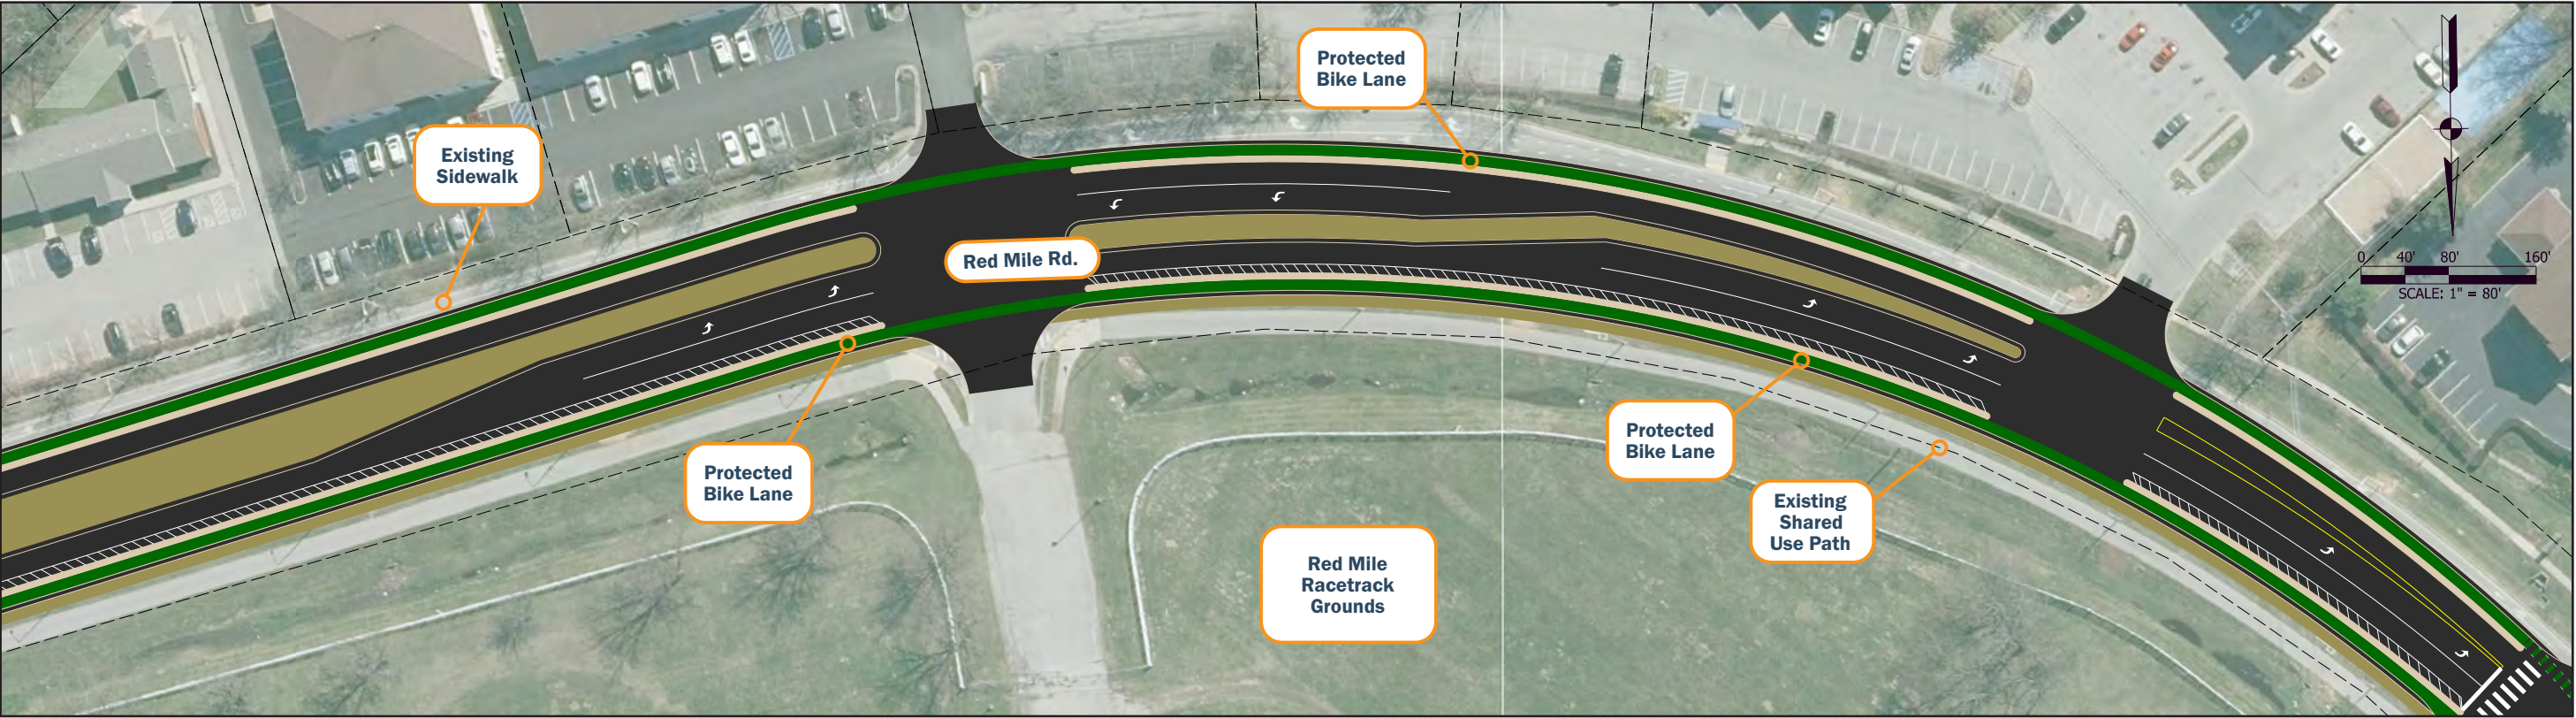 Protected
Bike Lane
Existing
Sidewalk
Red Mile Rd.
0 40' 80' 160'
SCALE: 1" = 80'
Protected
Bike Lane
Protected
Bike Lane
Existing
Shared
Use Path
Red Mile
Racetrack
Grounds